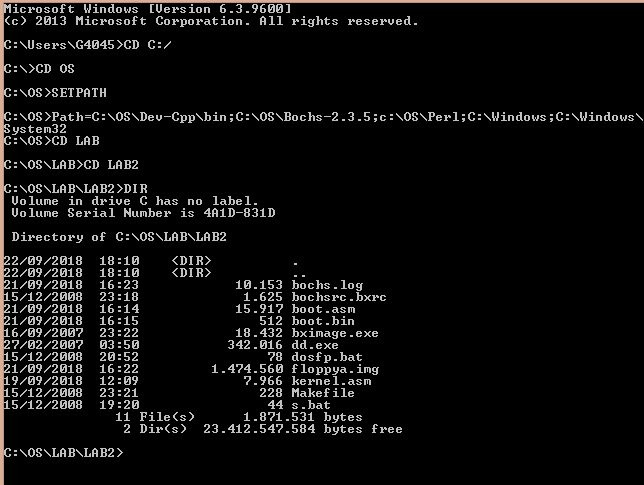 Microsoft Windows [Version 6.3.9600]
(c) 2013 Microsoft Corporation. All rights reserved.
C:\Users\G4045>CD C:/
C:\>CD OS
C:\OS>SETPATH
C:\OS>Path=C:\OS\Dev-Cpp\bin;C:\OS\Bochs-2.3.5;c:\OS\Perl;C:\Windows;C:\Windows\
System32
C:\OS>CD LAB
C:\OS\LAB>CD LAB2
C:\OS\LAB\LAB2>DIR
Volume in drive C has no label.
Volume Serial Number is 4A1D-831D
Directory of C:\OS\LAB\LAB2
22/09/2018  18:10    <DIR>          .
22/09/2018  18:10    <DIR>          ..
21/09/2018  16:23            10.153 bochs.log
15/12/2008  23:18             1.625 bochsrc.bxrc
21/09/2018  16:14            15.917 boot.asm
21/09/2018  16:15               512 boot.bin
16/09/2007  23:22            18.432 bximage.exe
27/02/2007  03:50           342.016 dd.exe
15/12/2008  20:52                78 dosfp.bat
21/09/2018  16:22         1.474.560 floppya.img
19/09/2018  12:09             7.966 kernel.asm
15/12/2008  23:21               228 Makefile
15/12/2008  19:20                44 s.bat
11 File(s)      1.871.531 bytes
2 Dir(s)  23.412.547.584 bytes free
C:\OS\LAB\LAB2>